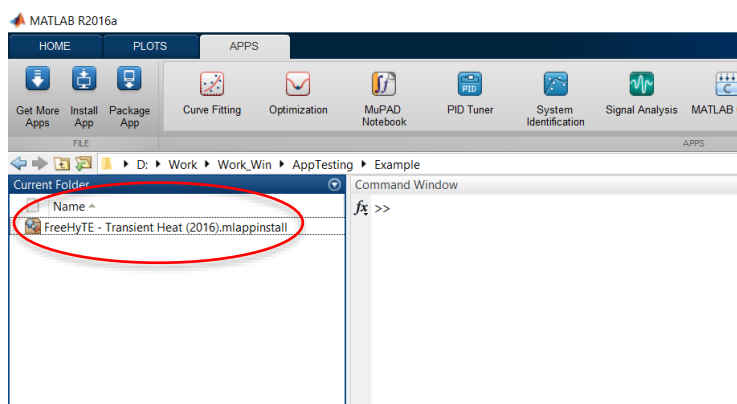 MATLAB R2016a
HOME PLOTS APPS
Get More Apps Install App Package App Curve Fitting Optimization MuPAD Notebook PID Tuner System Identification Signal Analysis MATLAB
PID C
FILE APPS
D: Work Work_Win AppTesting Example
Current Folder Command Window
Name
fx >>
FreeHyTE - Transient Heat (2016).mlappinstall